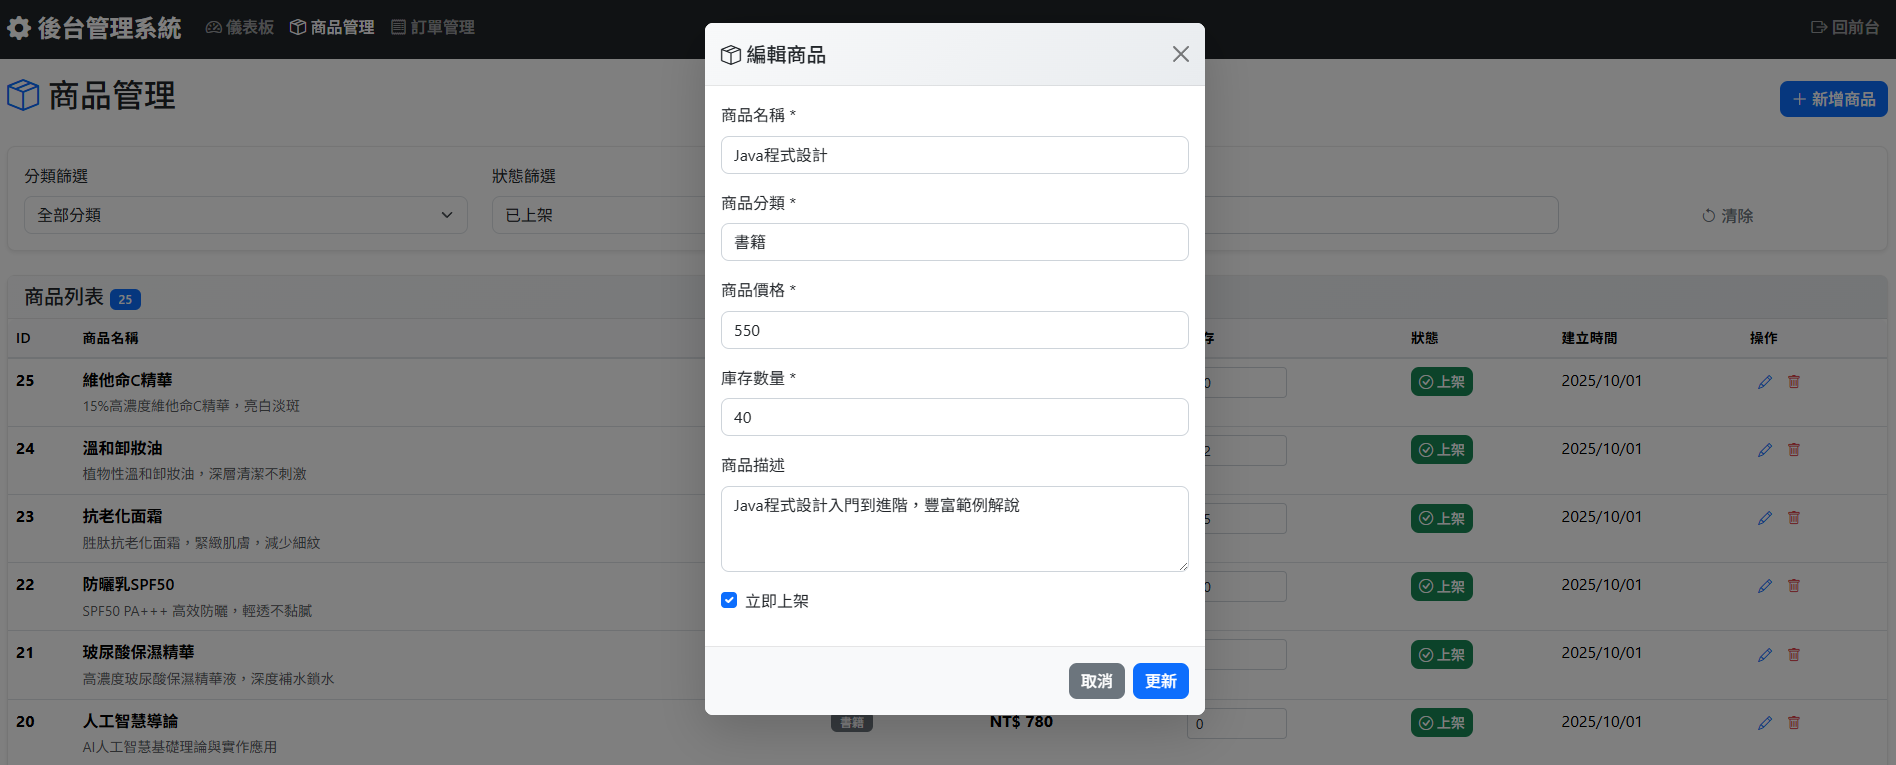 後台管理系統 儀表板 商品管理 訂單管理 回前台
商品管理 新增商品
分類篩選 狀態篩選
全部分類 已上架 清除
商品列表 25
ID 商品名稱 存 狀態 建立時間 操作
25 維他命C精華 0 上架 2025/10/01
15%高濃度維他命C精華，亮白淡斑
24 溫和卸妝油 2 上架 2025/10/01
植物性溫和卸妝油，深層清潔不刺激
23 抗老化面霜 5 上架 2025/10/01
胜肽抗老化面霜，緊緻肌膚，減少細紋
22 防曬乳SPF50 0 上架 2025/10/01
SPF50 PA+++ 高效防曬，輕透不黏膩
21 玻尿酸保濕精華 上架 2025/10/01
高濃度玻尿酸保濕精華液，深度補水鎖水
20 人工智慧導論 書籍 NT$ 780 0 上架 2025/10/01
AI人工智慧基礎理論與實作應用
編輯商品
商品名稱 *
Java程式設計
商品分類 *
書籍
商品價格 *
550
庫存數量 *
40
商品描述
Java程式設計入門到進階，豐富範例解說
立即上架
取消 更新